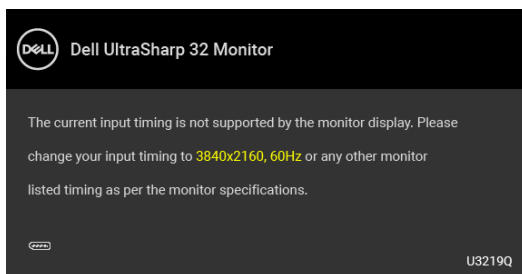 DELL
Dell UltraSharp 32 Monitor
The current input timing is not supported by the monitor display. Please
change your input timing to 3840x2160, 60Hz or any other monitor
listed timing as per the monitor specifications.
U3219Q